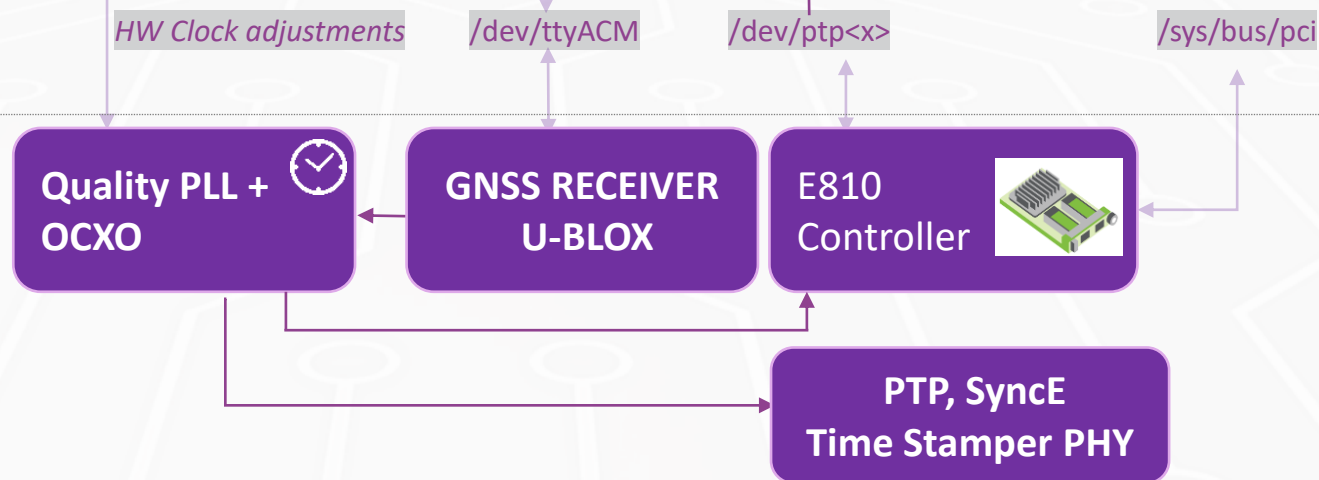 HW Clock adjustments
/dev/ttyACM
/dev/ptp<x>
/sys/bus/pci
Quality PLL +
OCXO
GNSS RECEIVER
U-BLOX
E810
Controller
PTP, SyncE
Time Stamper PHY